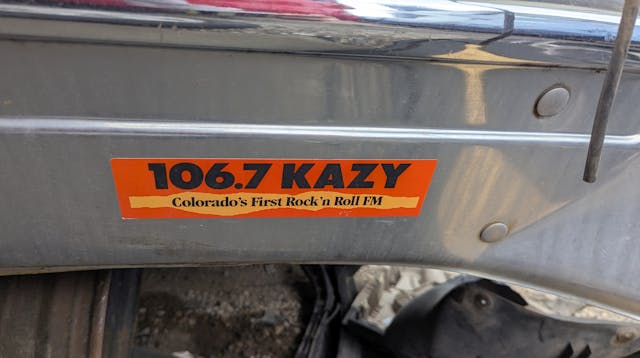 106.7 KAZY
Colorado's First Rock'n Roll FM